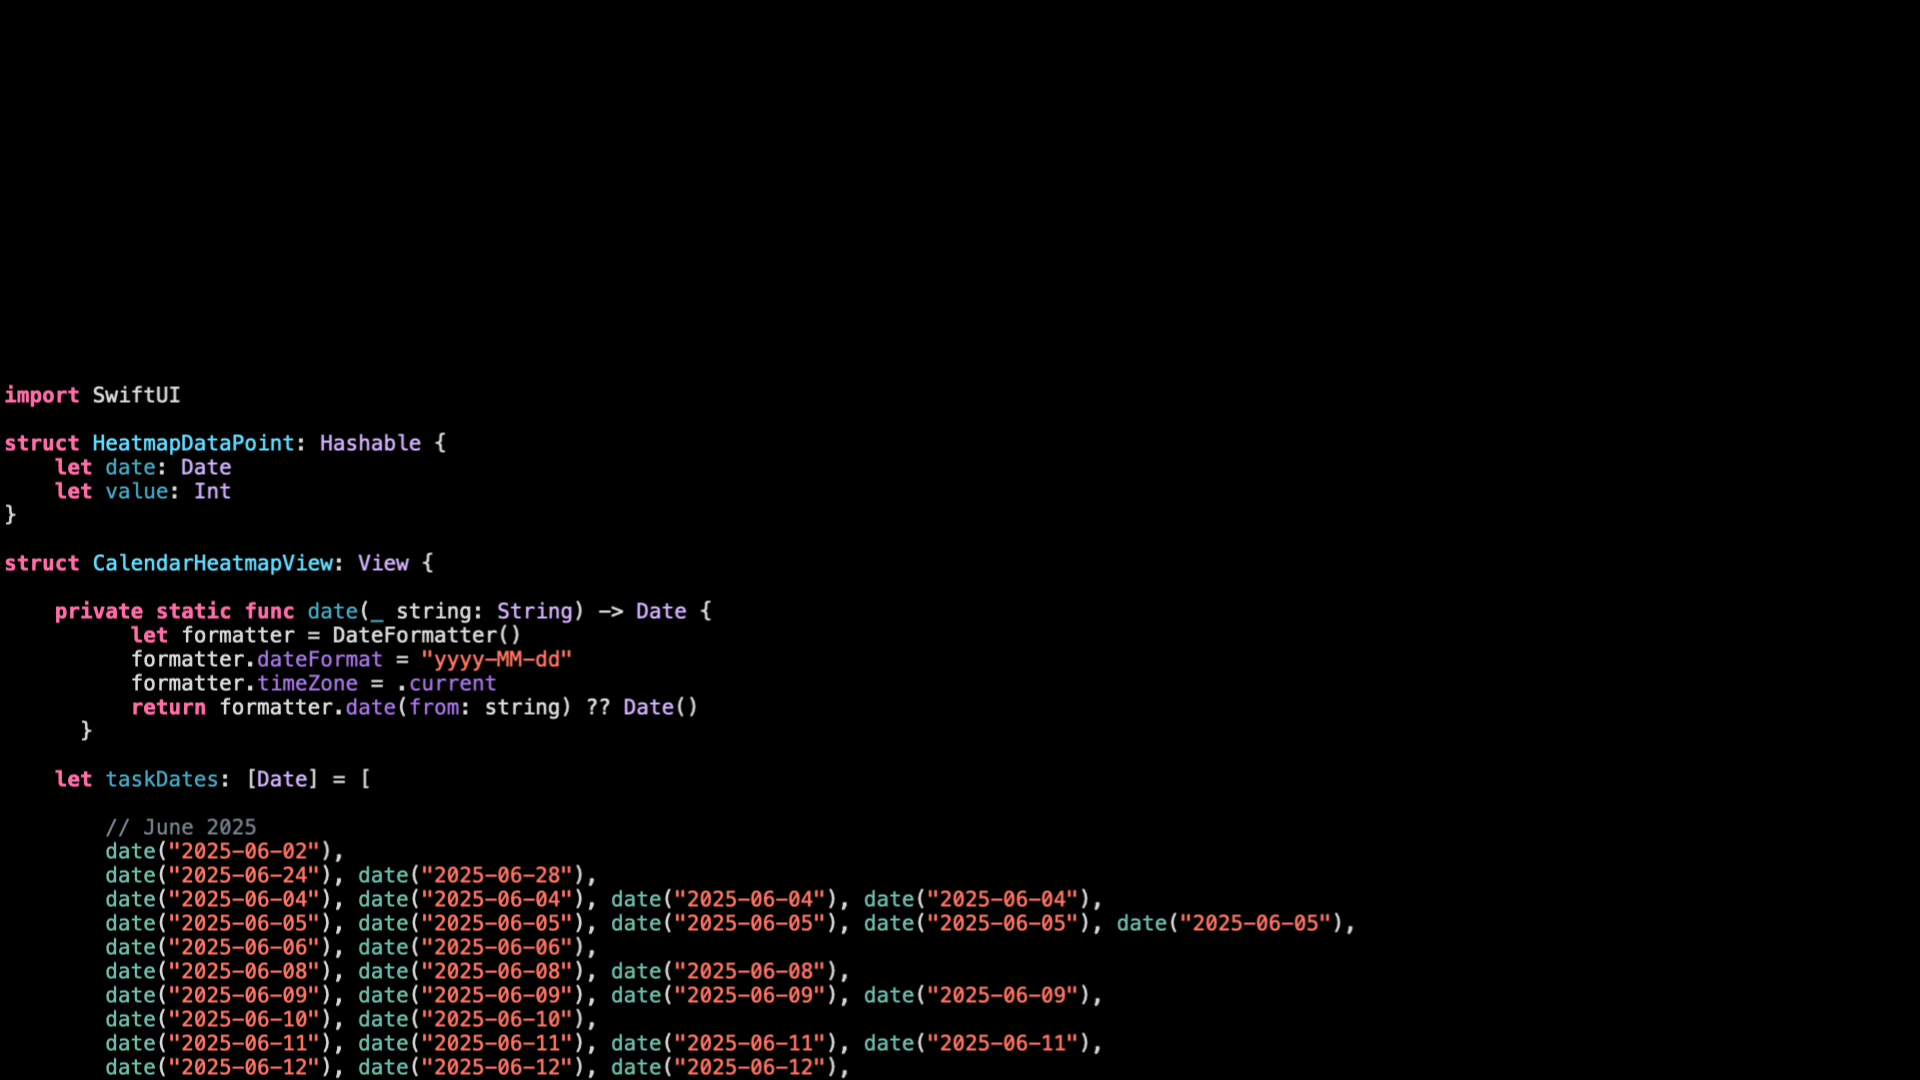 import SwiftUI
struct HeatmapDataPoint: Hashable {
    let date: Date
    let value: Int
}
struct CalendarHeatmapView: View {
    private static func date(_ string: String) -> Date {
          let formatter = DateFormatter()
          formatter.dateFormat = "yyyy-MM-dd"
          formatter.timeZone = .current
          return formatter.date(from: string) ?? Date()
      }
    let taskDates: [Date] = [
        // June 2025
        date("2025-06-02"),
        date("2025-06-24"), date("2025-06-28"),
        date("2025-06-04"), date("2025-06-04"), date("2025-06-04"), date("2025-06-04"),
        date("2025-06-05"), date("2025-06-05"), date("2025-06-05"), date("2025-06-05"), date("2025-06-05"),
        date("2025-06-06"), date("2025-06-06"),
        date("2025-06-08"), date("2025-06-08"), date("2025-06-08"),
        date("2025-06-09"), date("2025-06-09"), date("2025-06-09"), date("2025-06-09"),
        date("2025-06-10"), date("2025-06-10"),
        date("2025-06-11"), date("2025-06-11"), date("2025-06-11"), date("2025-06-11"),
        date("2025-06-12"), date("2025-06-12"), date("2025-06-12"),